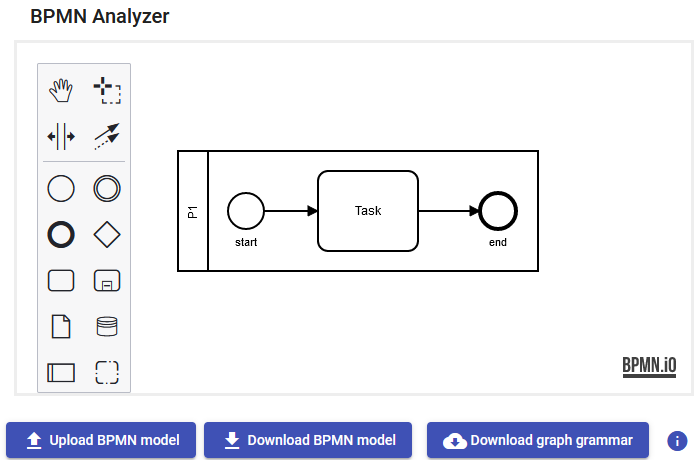 BPMN Analyzer
P1
Task
start
end
BPMN.iO
Upload BPMN model
Download BPMN model
Download graph grammar
i